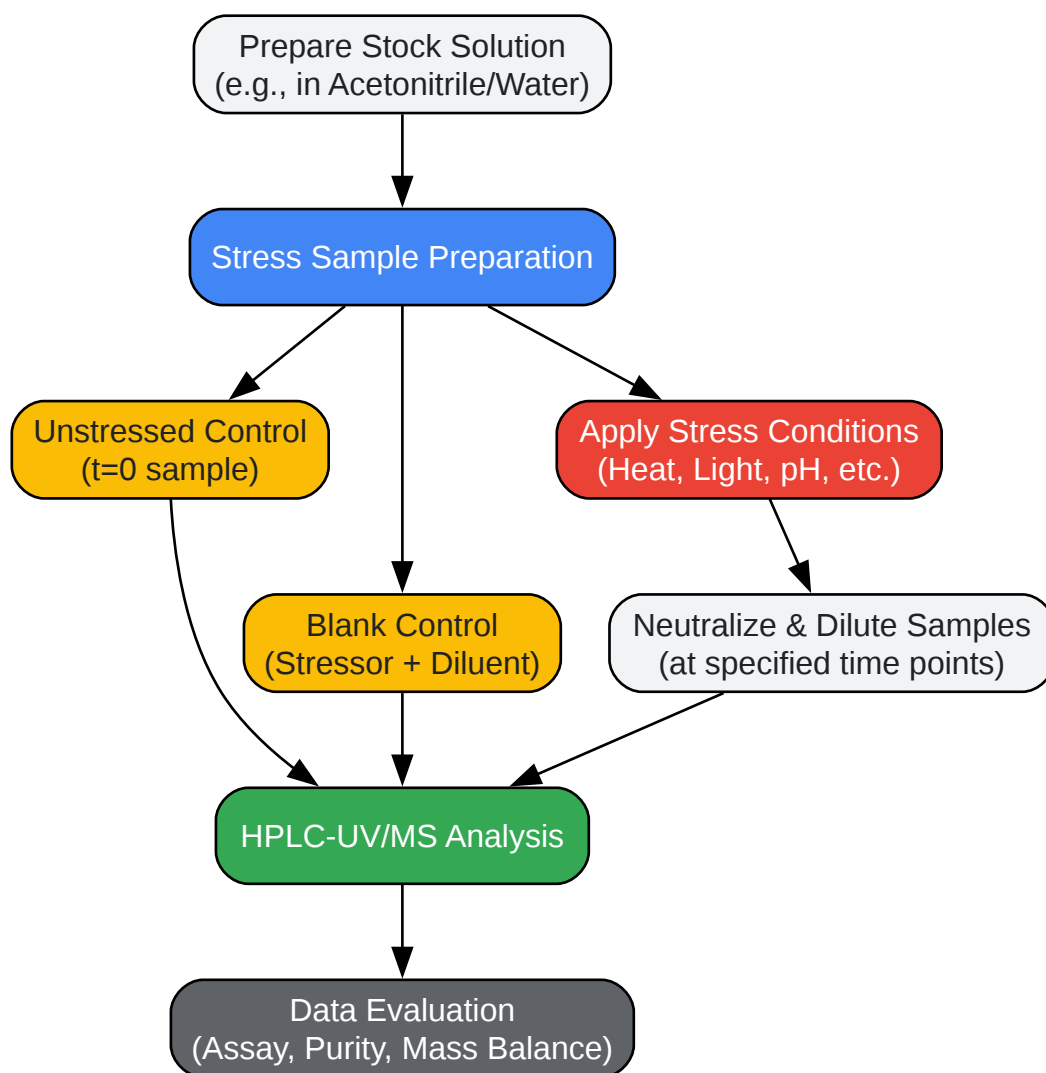 Prepare Stock Solution
(e.g., in Acetonitrile/Water)
Stress Sample Preparation
Unstressed Control
(t=0 sample)
Apply Stress Conditions
(Heat, Light, pH, etc.)
Blank Control
(Stressor + Diluent)
Neutralize & Dilute Samples
(at specified time points)
HPLC-UV/MS Analysis
Data Evaluation
(Assay, Purity, Mass Balance)